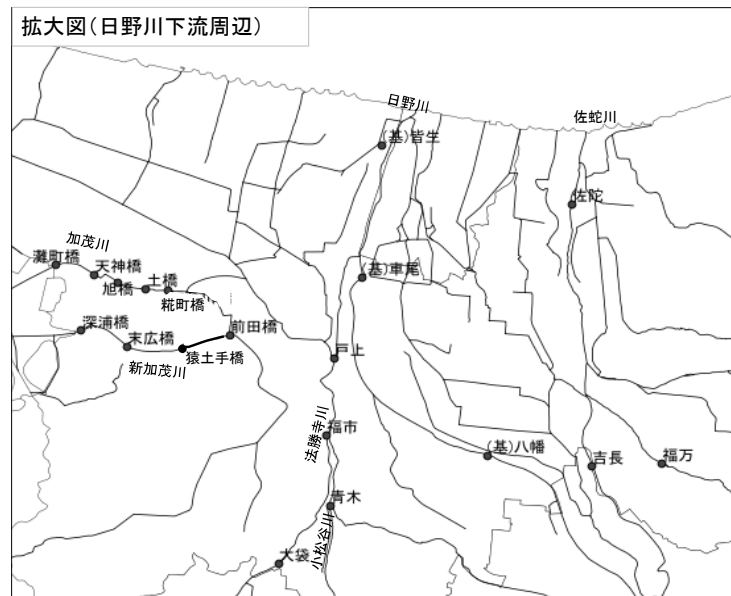 拡大図(日野川下流周辺)
日野川
佐蛇川
(基)皆生
佐陀
加茂川
灘町橋
天神橋
旭橋
土橋
糀町橋
(基)車尾
深浦橋
末広橋
前田橋
猿土手橋
新加茂川
戸上
法勝寺川
福市
(基)八幡
吉長
福万
青木
小松谷川
大袋